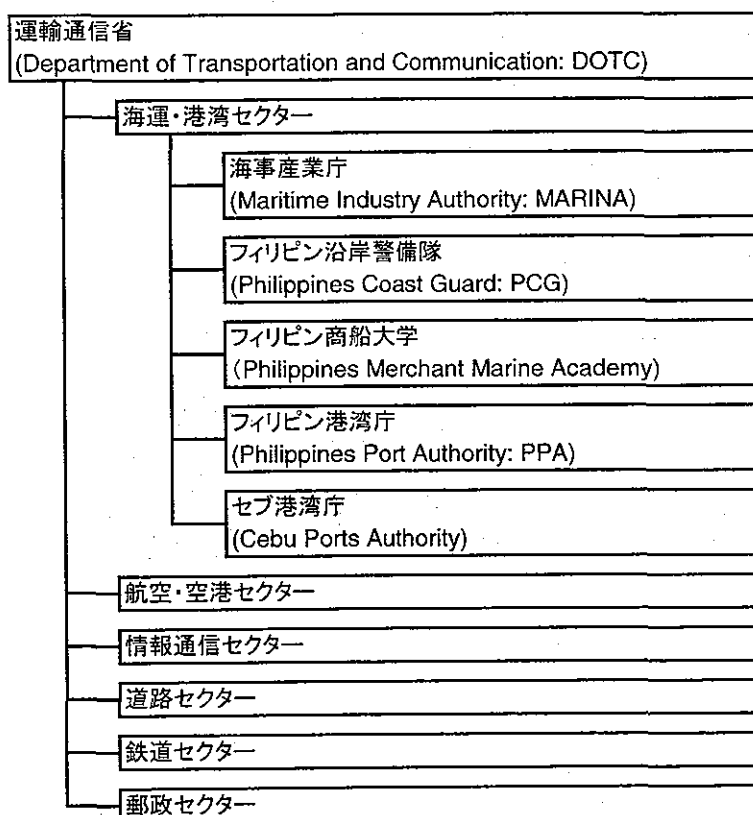 運輸通信省
(Department of Transportation and Communication: DOTC)
海運・港湾セクター
海事産業庁
(Maritime Industry Authority: MARINA)
フィリピン沿岸警備隊
(Philippines Coast Guard: PCG)
フィリピン商船大学
(Philippines Merchant Marine Academy)
フィリピン港湾庁
(Philippines Port Authority: PPA)
セブ港湾庁
(Cebu Ports Authority)
航空・空港セクター
情報通信セクター
道路セクター
鉄道セクター
郵政セクター